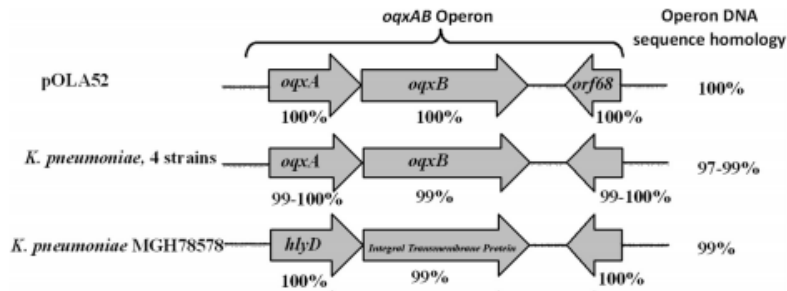 oqxAB Operon
Operon DNA
sequence homology
pOLA52 oqxA oqxB orf68 100%
100% 100% 100%
K. pneumoniae, 4 strains oqxA oqxB 97-99%
99-100% 99% 99-100%
K. pneumoniae MGH78578 hlyD Integral Transmembrane Protein 99%
100% 99% 100%